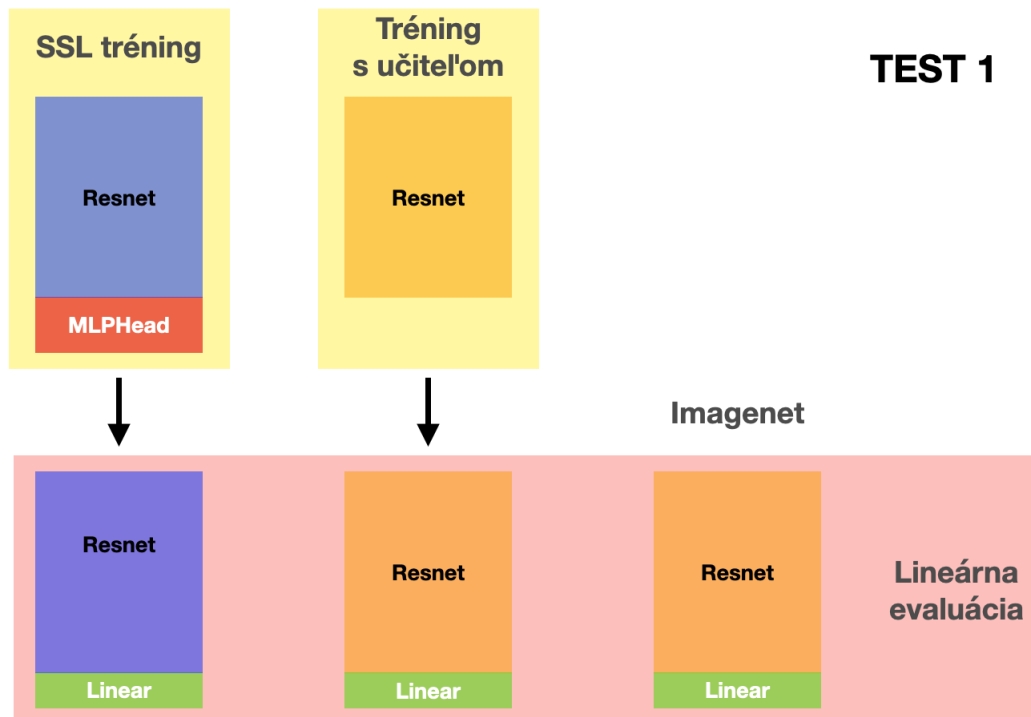 SSL tréning
Resnet
MLPHead
Tréning
s učiteľom
Resnet
TEST 1
Imagenet
Resnet
Linear
Resnet
Linear
Resnet
Linear
Lineárna
evaluácia